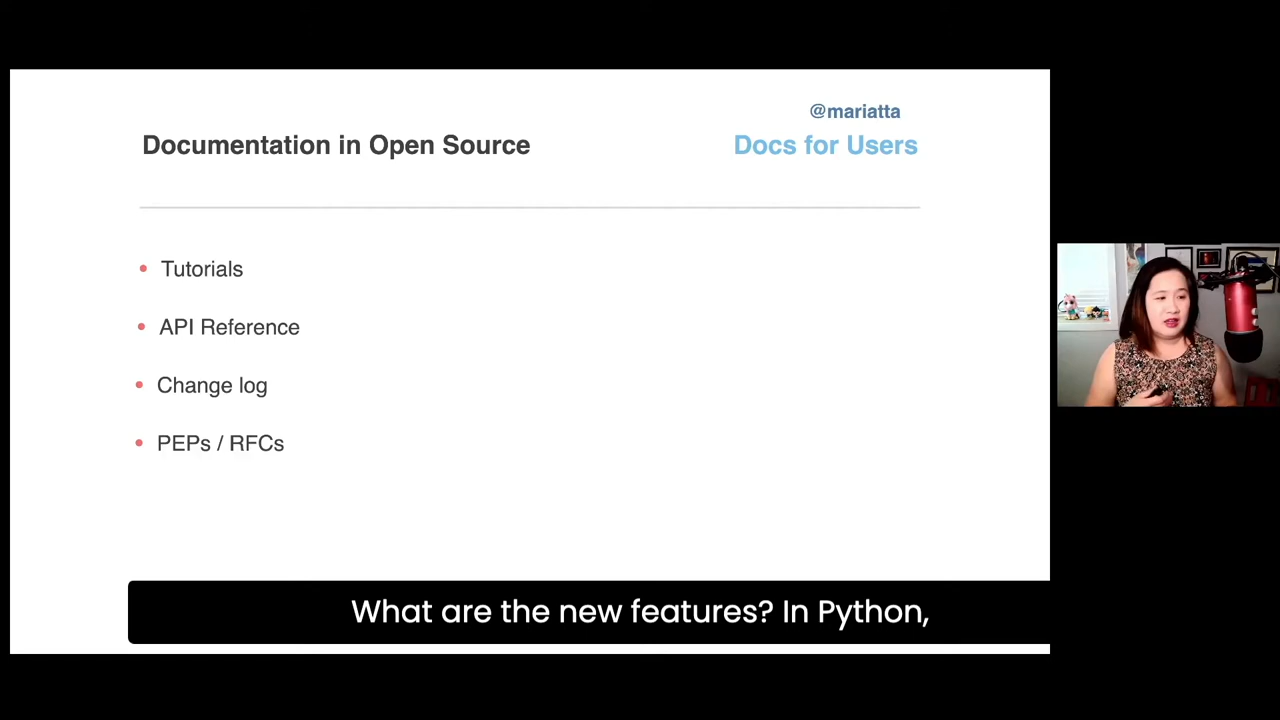 @mariatta
Documentation in Open Source
Docs for Users
Tutorials
API Reference
Change log
PEPs / RFCs
What are the new features? In Python,